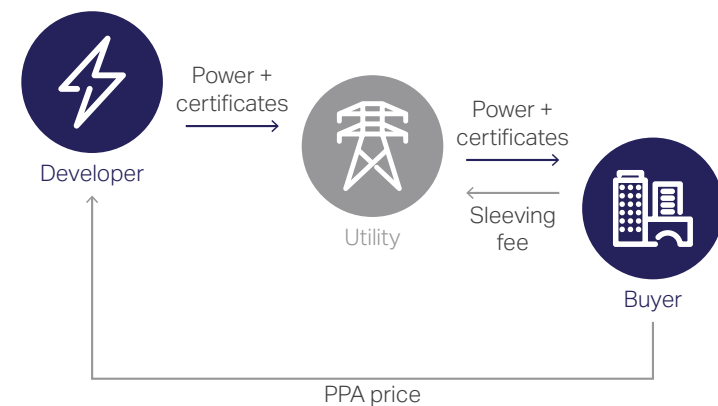 Power +
certificates
Developer
Power +
certificates
Utility
Sleeving
fee
Buyer
PPA price